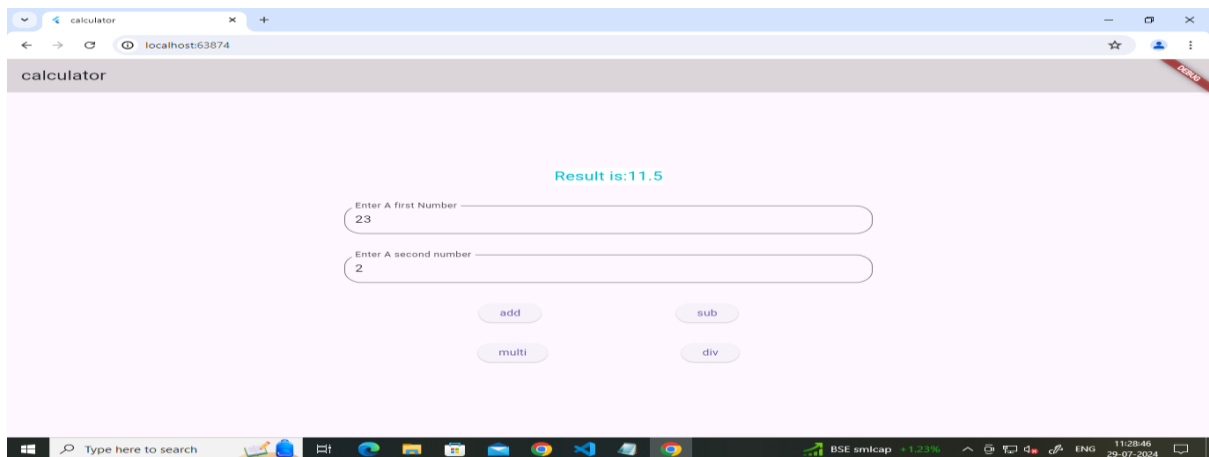 calculator
localhost:63874
calculator
DEBUG
Result is:11.5
Enter A first Number
23
Enter A second number
2
add sub
multi div
Type here to search
BSE smlcap +1.23%
ENG
11:28:46
29-07-2024